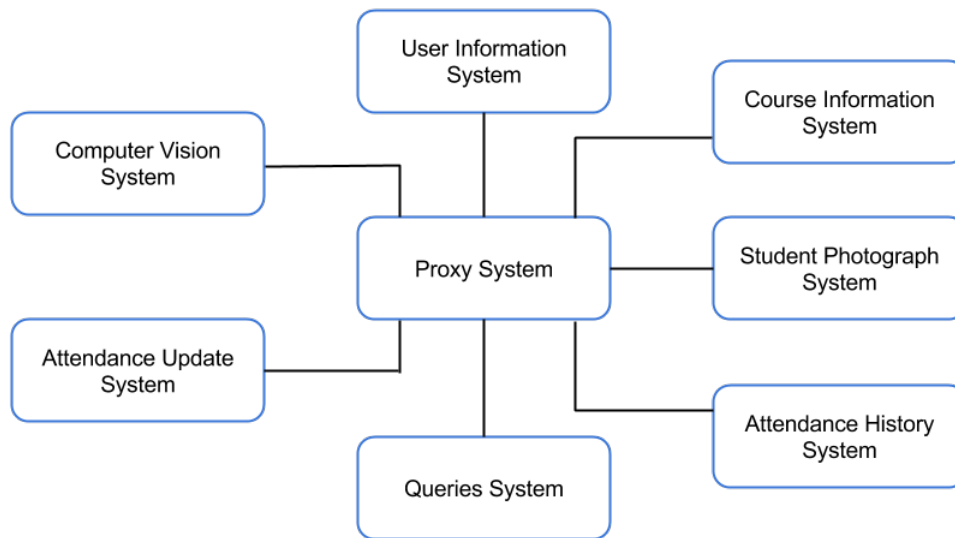 User Information
System
Course Information
System
Computer Vision
System
Proxy System
Student Photograph
System
Attendance Update
System
Attendance History
System
Queries System